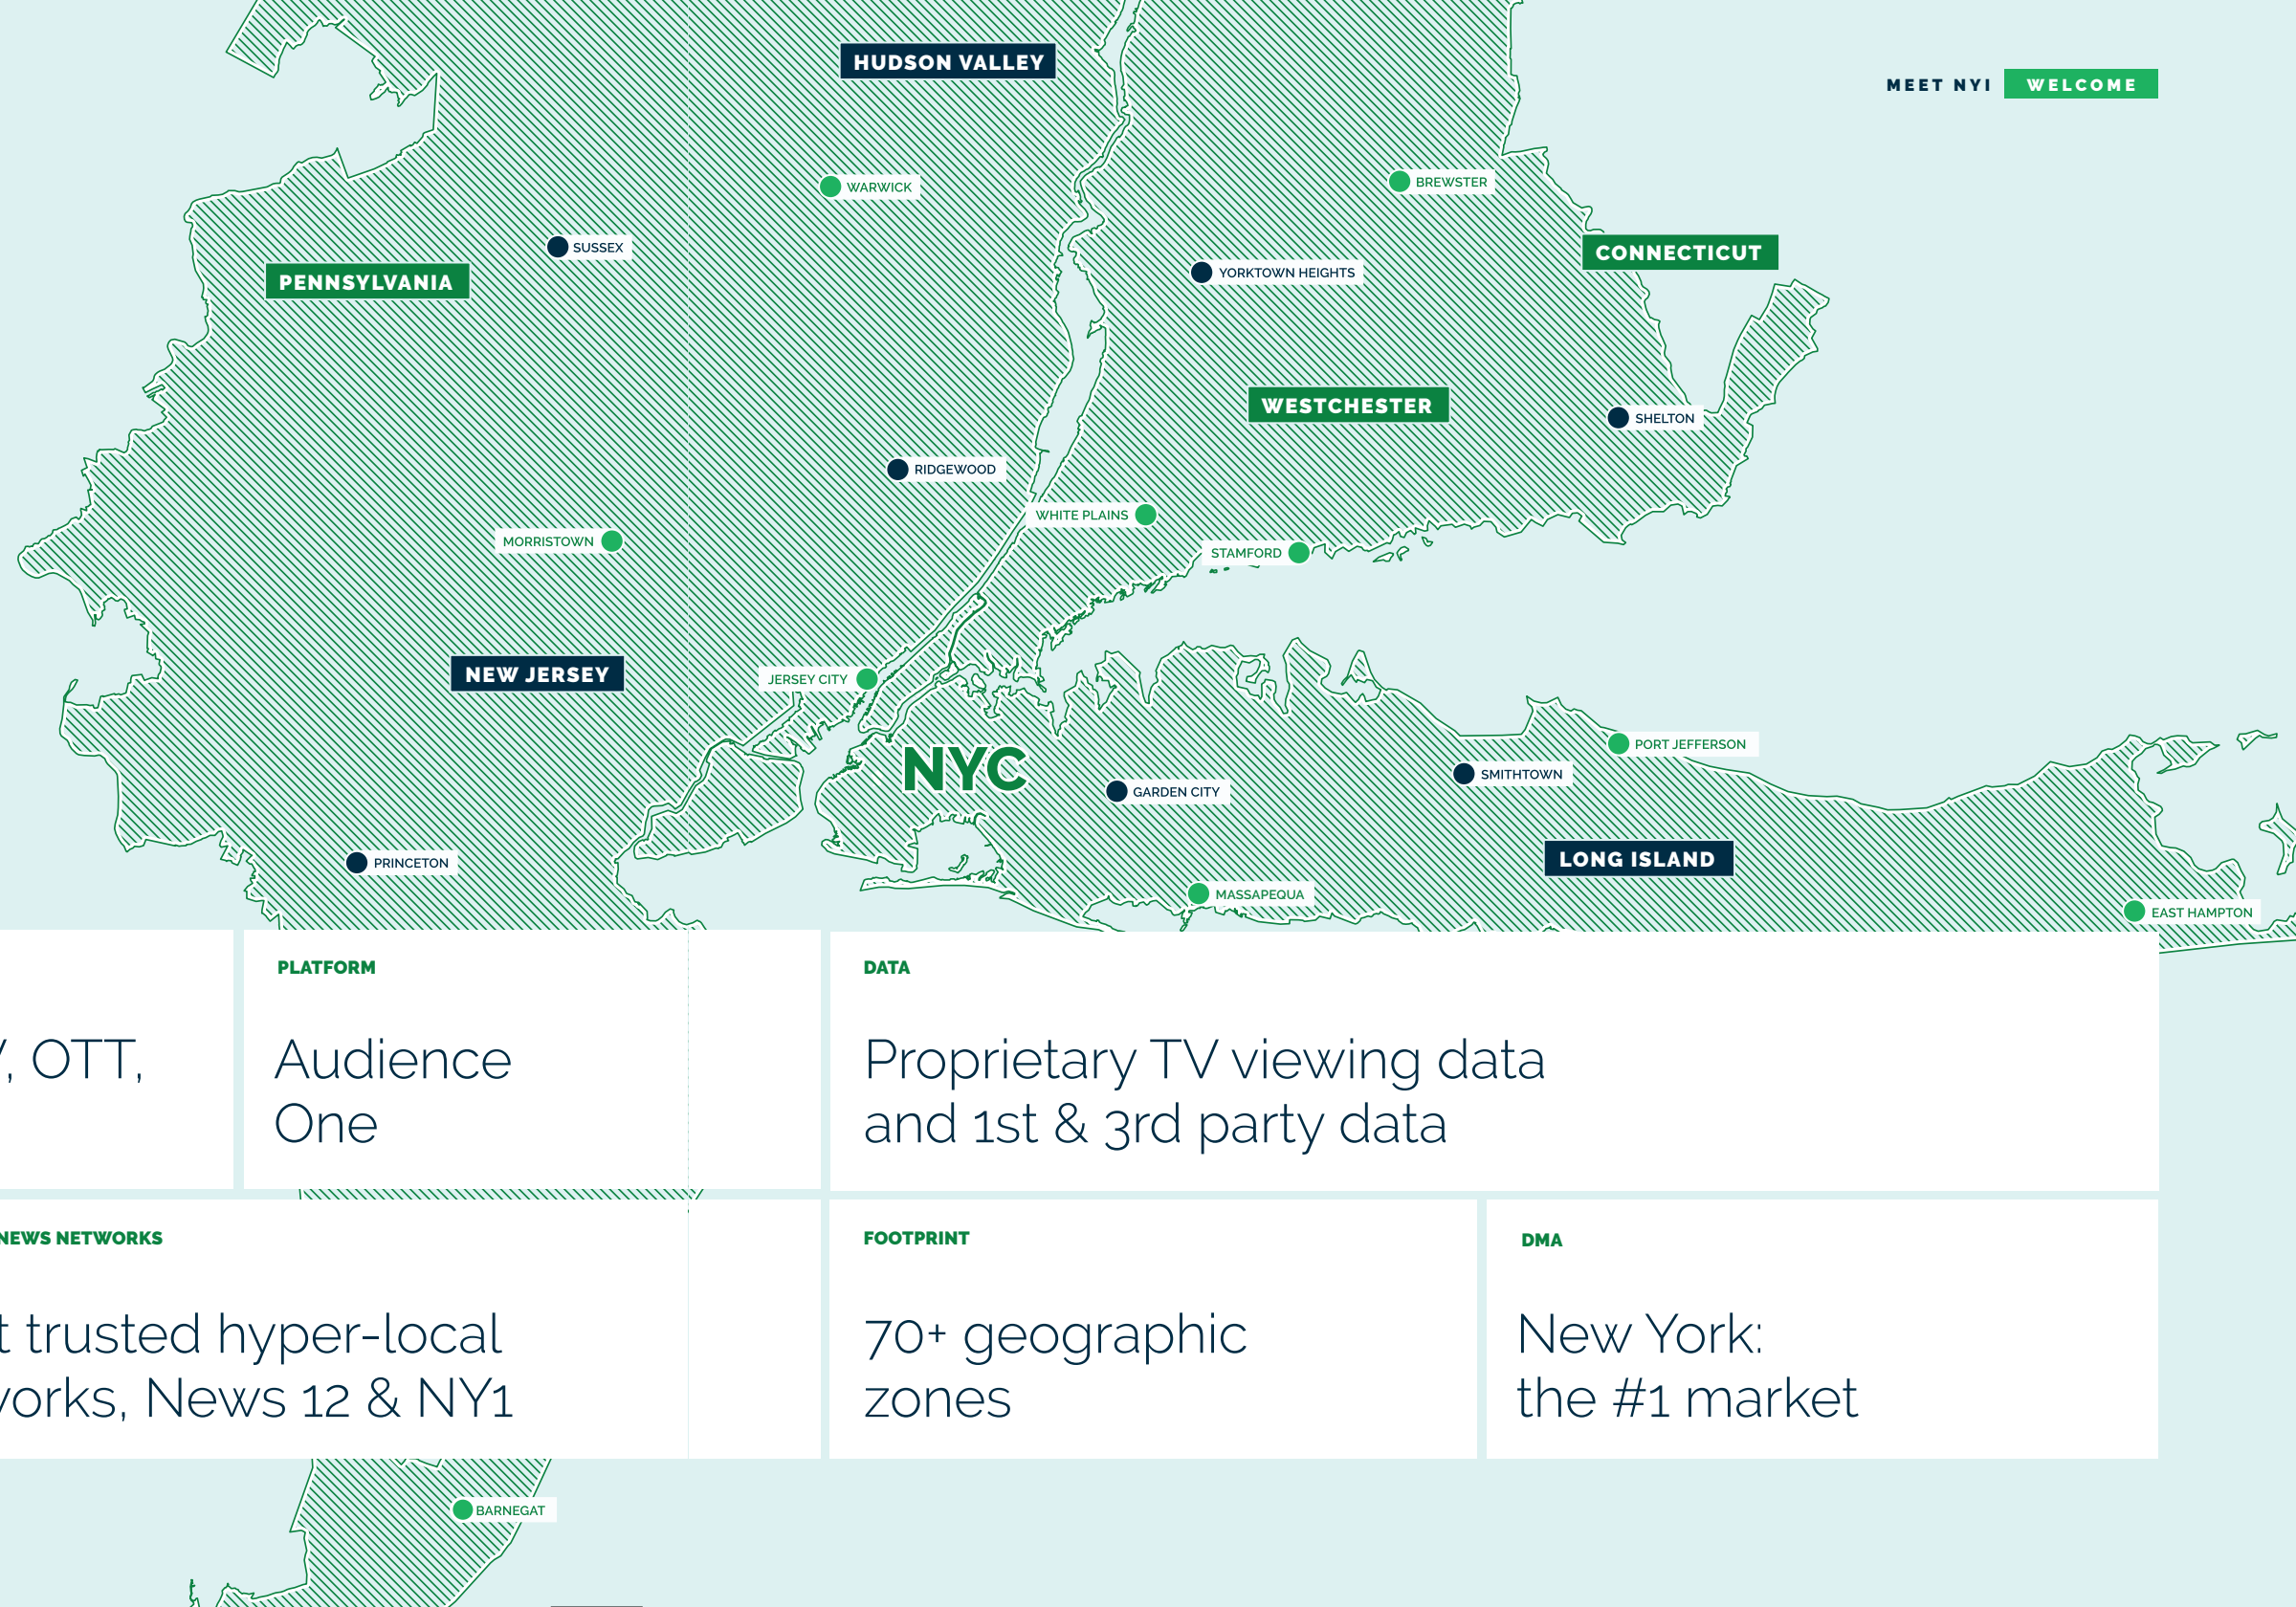 HUDSON VALLEY
MEET NYI WELCOME
WARWICK
BREWSTER
SUSSEX
CONNECTICUT
YORKTOWN HEIGHTS
PENNSYLVANIA
WESTCHESTER
SHELTON
RIDGEWOOD
WHITE PLAINS
MORRISTOWN
STAMFORD
NEW JERSEY
JERSEY CITY
PORT JEFFERSON
NYC
SMITHTOWN
GARDEN CITY
LONG ISLAND
PRINCETON
MASSAPEQUA
EAST HAMPTON
, OTT,
PLATFORM
Audience
One
DATA
Proprietary TV viewing data
and 1st & 3rd party data
NEWS NETWORKS
t trusted hyper-local
orks, News 12 & NY1
FOOTPRINT
70+ geographic
zones
DMA
New York:
the #1 market
BARNEGAT